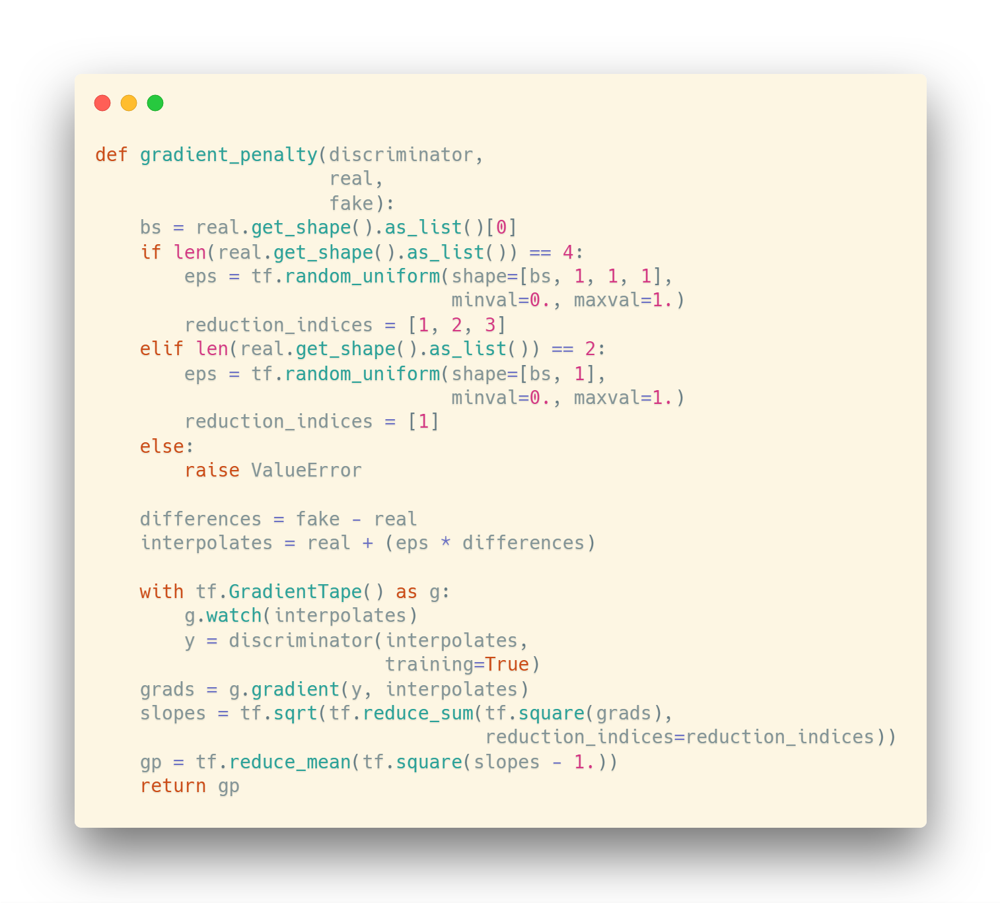 def gradient_penalty(discriminator,
                     real,
                     fake):
    bs = real.get_shape().as_list()[0]
    if len(real.get_shape().as_list()) == 4:
        eps = tf.random_uniform(shape=[bs, 1, 1, 1],
                                minval=0., maxval=1.)
        reduction_indices = [1, 2, 3]
    elif len(real.get_shape().as_list()) == 2:
        eps = tf.random_uniform(shape=[bs, 1],
                                minval=0., maxval=1.)
        reduction_indices = [1]
    else:
        raise ValueError

    differences = fake - real
    interpolates = real + (eps * differences)

    with tf.GradientTape() as g:
        g.watch(interpolates)
        y = discriminator(interpolates,
                          training=True)
    grads = g.gradient(y, interpolates)
    slopes = tf.sqrt(tf.reduce_sum(tf.square(grads),
                                   reduction_indices=reduction_indices))
    gp = tf.reduce_mean(tf.square(slopes - 1.))
    return gp